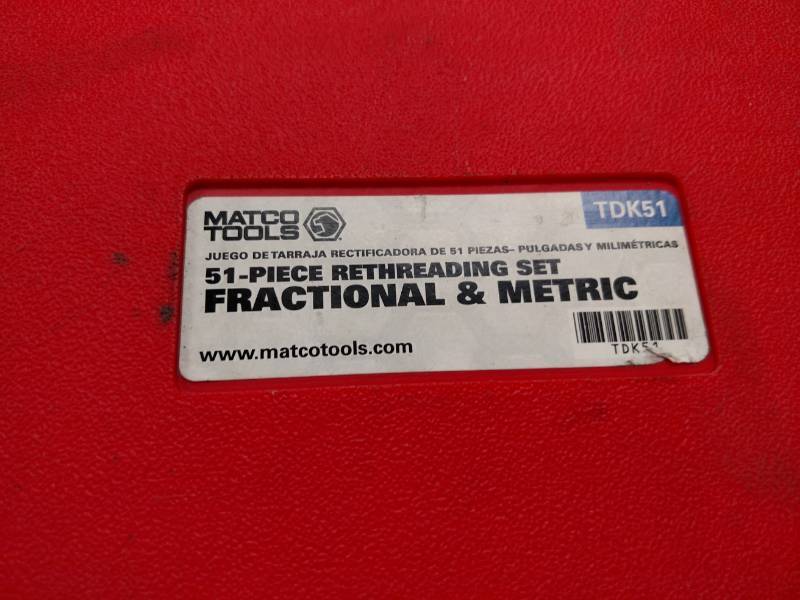 MATCO
TOOLS
TDK51
JUEGO DE TARRAJA RECTIFICADORA DE 51 PIEZAS– PULGADAS Y MILIMÉTRICAS
51-PIECE RETHREADING SET
FRACTIONAL & METRIC
www.matcotools.com
TDK51